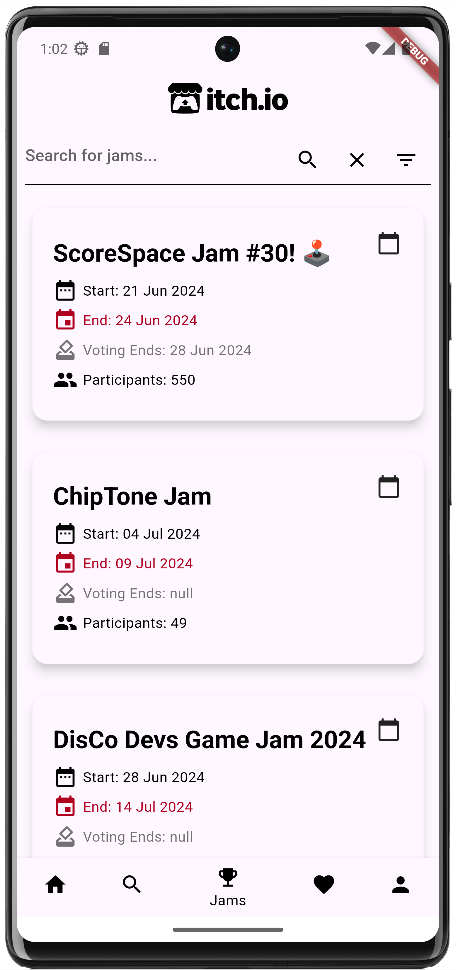 1:02
DEBUG
itch.io
Search for jams...
ScoreSpace Jam #30! 🕹️
Start: 21 Jun 2024
End: 24 Jun 2024
Voting Ends: 28 Jun 2024
Participants: 550
ChipTone Jam
Start: 04 Jul 2024
End: 09 Jul 2024
Voting Ends: null
Participants: 49
DisCo Devs Game Jam 2024
Start: 28 Jun 2024
End: 14 Jul 2024
Voting Ends: null
Jams